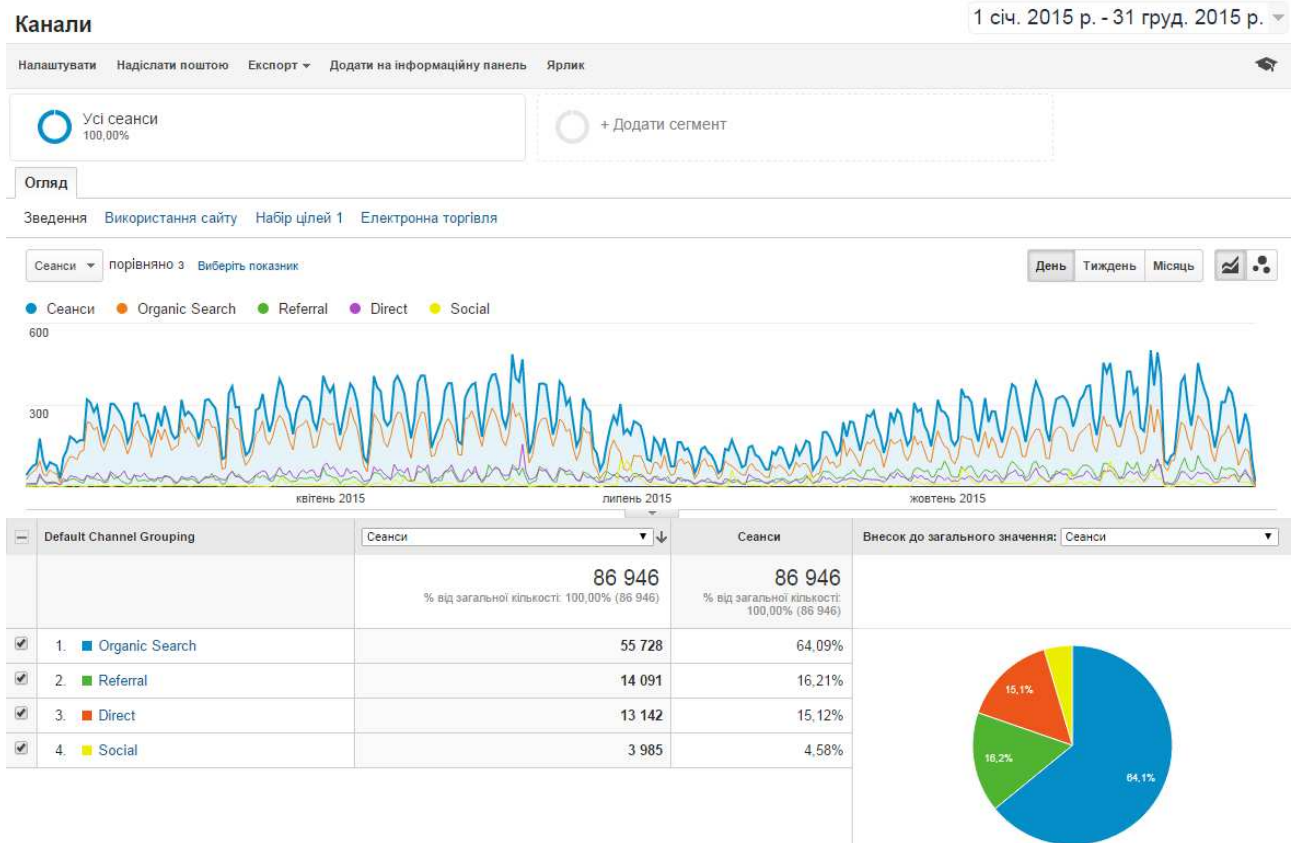 Канали
1 січ. 2015 р. - 31 груд. 2015 р.
Налаштувати Надіслати поштою Експорт Додати на інформаційну панель Ярлик
Усі сеанси
100,00%
+ Додати сегмент
Огляд
Зведення Використання сайту Набір цілей 1 Електронна торгівля
Сеанси порівняно з Виберіть показник
День Тиждень Місяць
Сеанси Organic Search Referral Direct Social
600
300
квітень 2015 липень 2015 жовтень 2015
Default Channel Grouping Сеанси Сеанси Внесок до загального значення: Сеанси
86 946 86 946
% від загальної кількості: 100,00% (86 946) % від загальної кількості:
100,00% (86 946)
1. Organic Search 55 728 64,09%
2. Referral 14 091 16,21%
3. Direct 13 142 15,12%
4. Social 3 985 4,58%
15,1%
16,2%
64,1%